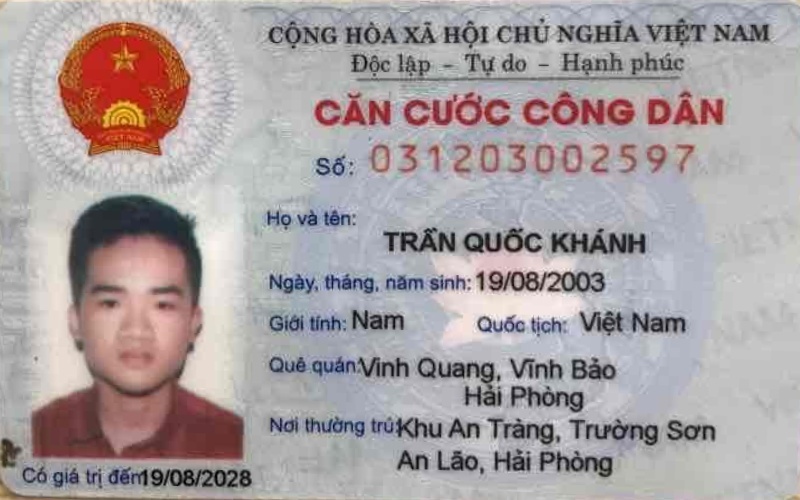 CỘNG HÒA XÃ HỘI CHỦ NGHĨA VIỆT NAM
Độc lập - Tự do - Hạnh phúc
CĂN CƯỚC CÔNG DÂN
Số: 031203002597
Họ và tên:
TRẦN QUỐC KHÁNH
Ngày, tháng, năm sinh: 19/08/2003
Giới tính: Nam Quốc tịch: Việt Nam
Quê quán: Vinh Quang, Vĩnh Bảo
Hải Phòng
Nơi thường trú: Khu An Tràng, Trường Sơn
An Lão, Hải Phòng
Có giá trị đến 19/08/2028